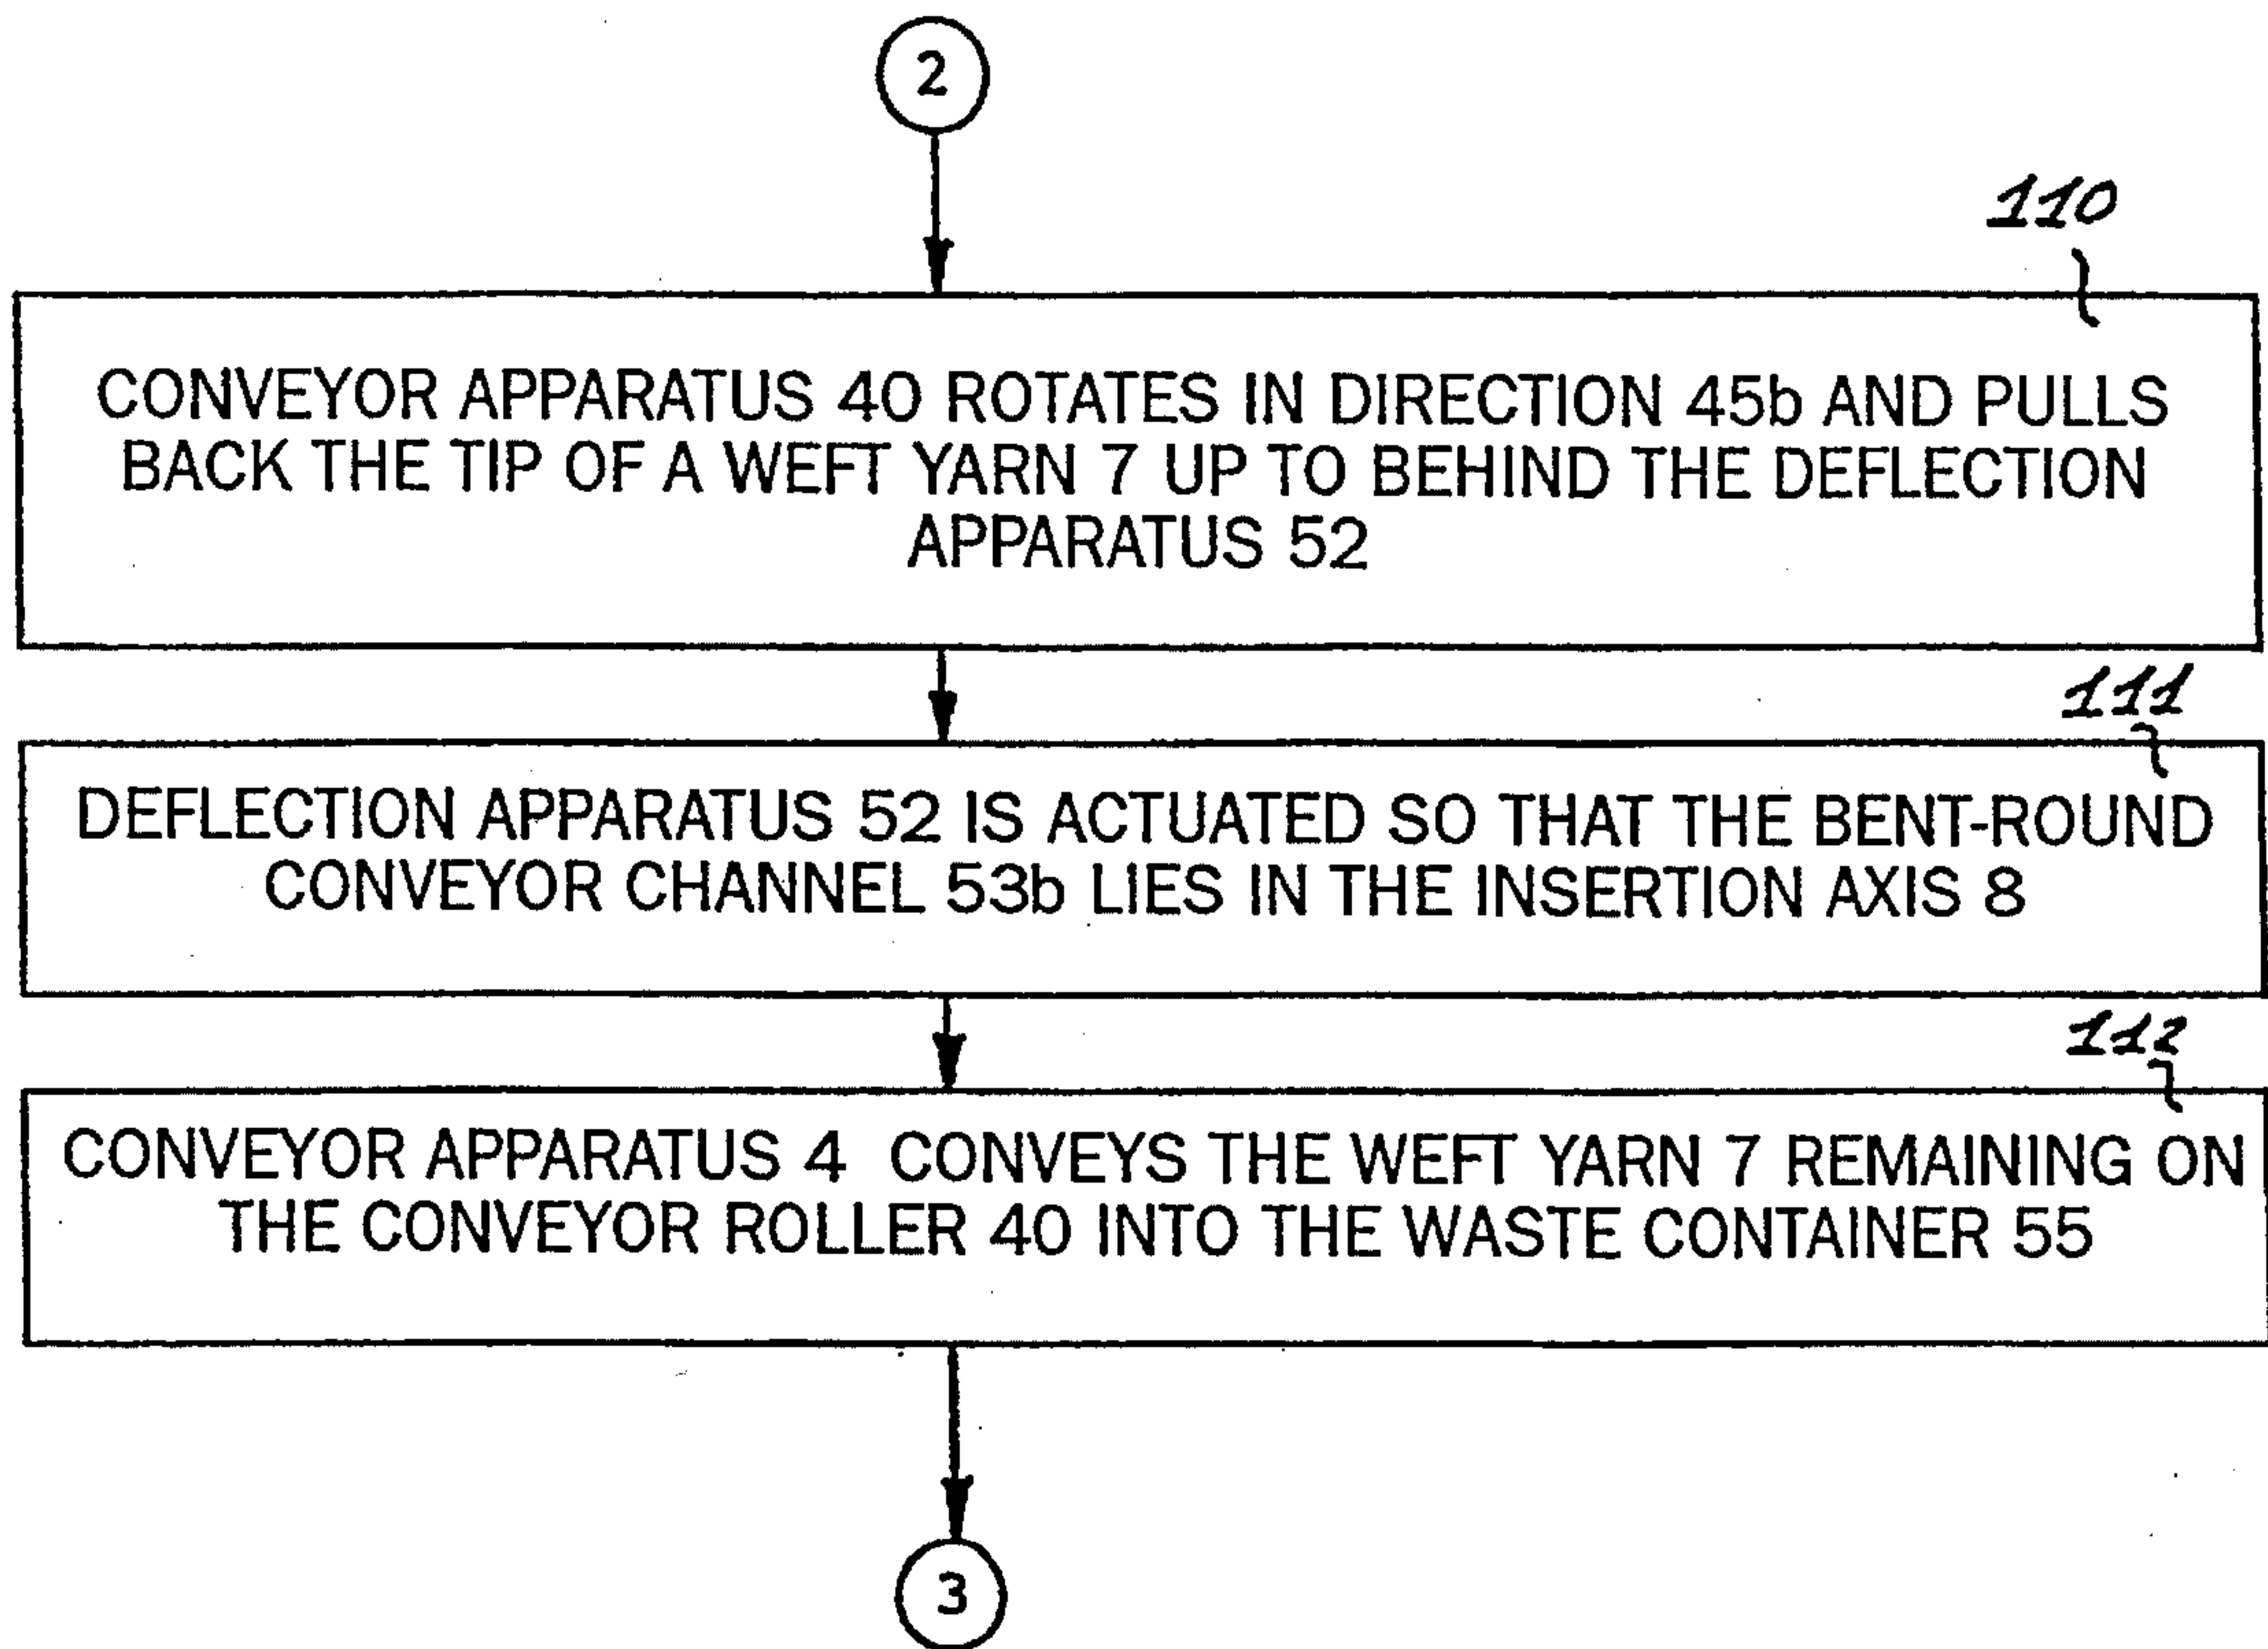 2
110
CONVEYOR APPARATUS 40 ROTATES IN DIRECTION 45b AND PULLS
BACK THE TIP OF A WEFT YARN 7 UP TO BEHIND THE DEFLECTION
APPARATUS 52
111
DEFLECTION APPARATUS 52 IS ACTUATED SO THAT THE BENT-ROUND
CONVEYOR CHANNEL 53b LIES IN THE INSERTION AXIS 8
112
CONVEYOR APPARATUS 4 CONVEYS THE WEFT YARN 7 REMAINING ON
THE CONVEYOR ROLLER 40 INTO THE WASTE CONTAINER 55
3